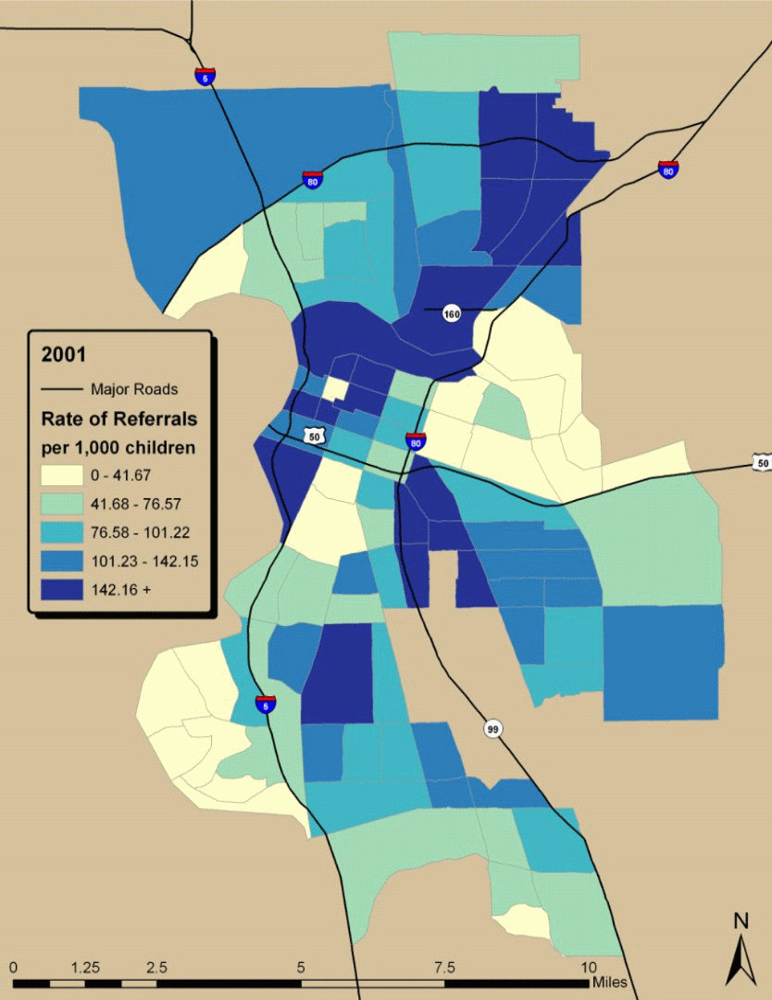 5
80
80
160
2001
Major Roads
Rate of Referrals
per 1,000 children
0 - 41.67
41.68 - 76.57
76.58 - 101.22
101.23 - 142.15
142.16 +
50
80
50
5
99
N
0 1.25 2.5 5 7.5 10
Miles